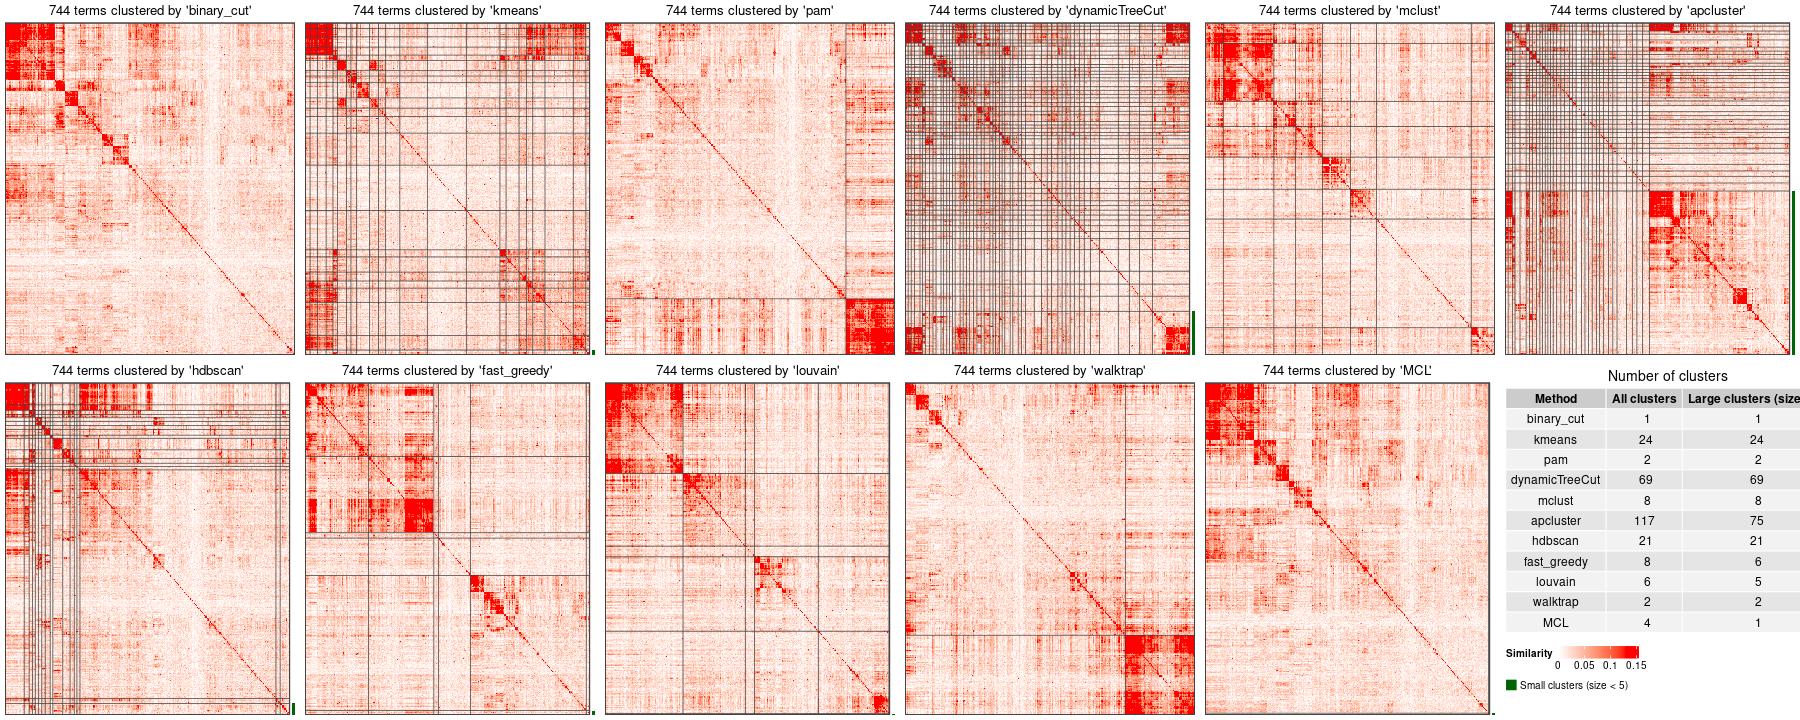 744 terms clustered by 'binary_cut'
744 terms clustered by 'kmeans'
744 terms clustered by 'pam'
744 terms clustered by 'dynamicTreeCut'
744 terms clustered by 'mclust'
744 terms clustered by 'apcluster'
744 terms clustered by 'hdbscan'
744 terms clustered by 'fast_greedy'
744 terms clustered by 'louvain'
744 terms clustered by 'walktrap'
744 terms clustered by 'MCL'
Number of clusters
Method All clusters Large clusters (size
binary_cut 1 1
kmeans 24 24
pam 2 2
dynamicTreeCut 69 69
mclust 8 8
apcluster 117 75
hdbscan 21 21
fast_greedy 8 6
louvain 6 5
walktrap 2 2
MCL 4 1
Similarity
0 0.05 0.1 0.15
Small clusters (size < 5)